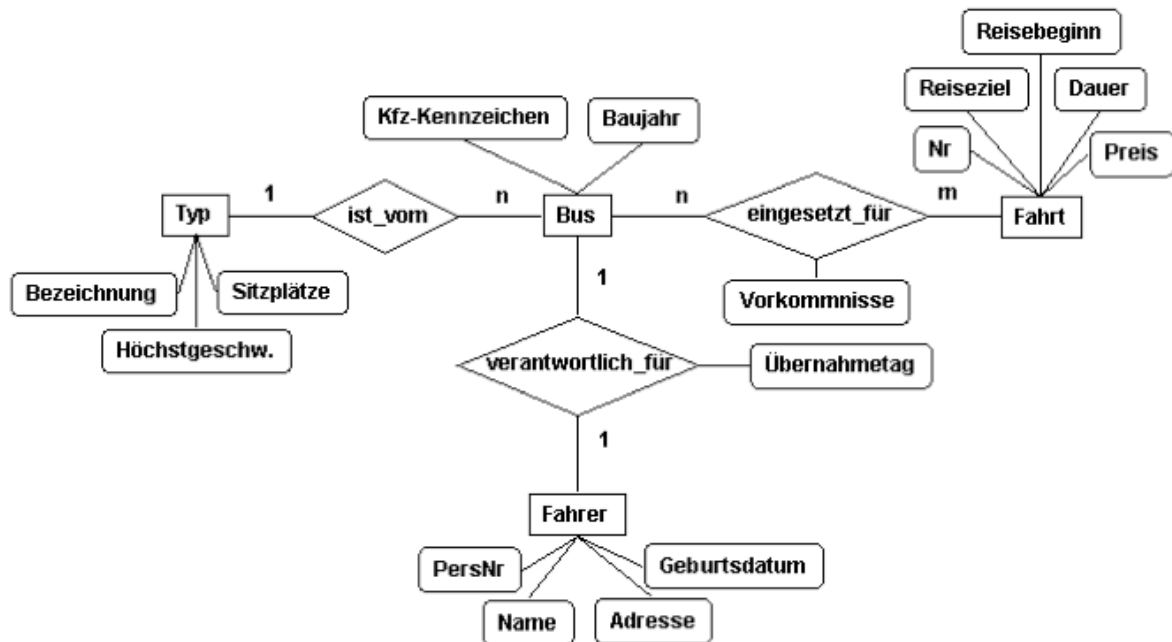 Reisebeginn
Reiseziel
Dauer
Kfz-Kennzeichen
Baujahr
Nr
Preis
1
n
n
m
Typ
ist_vom
Bus
eingesetzt_für
Fahrt
Bezeichnung
Sitzplätze
1
Vorkommnisse
Höchstgeschw.
verantwortlich_für
Übernahmetag
1
Fahrer
PersNr
Geburtsdatum
Name
Adresse